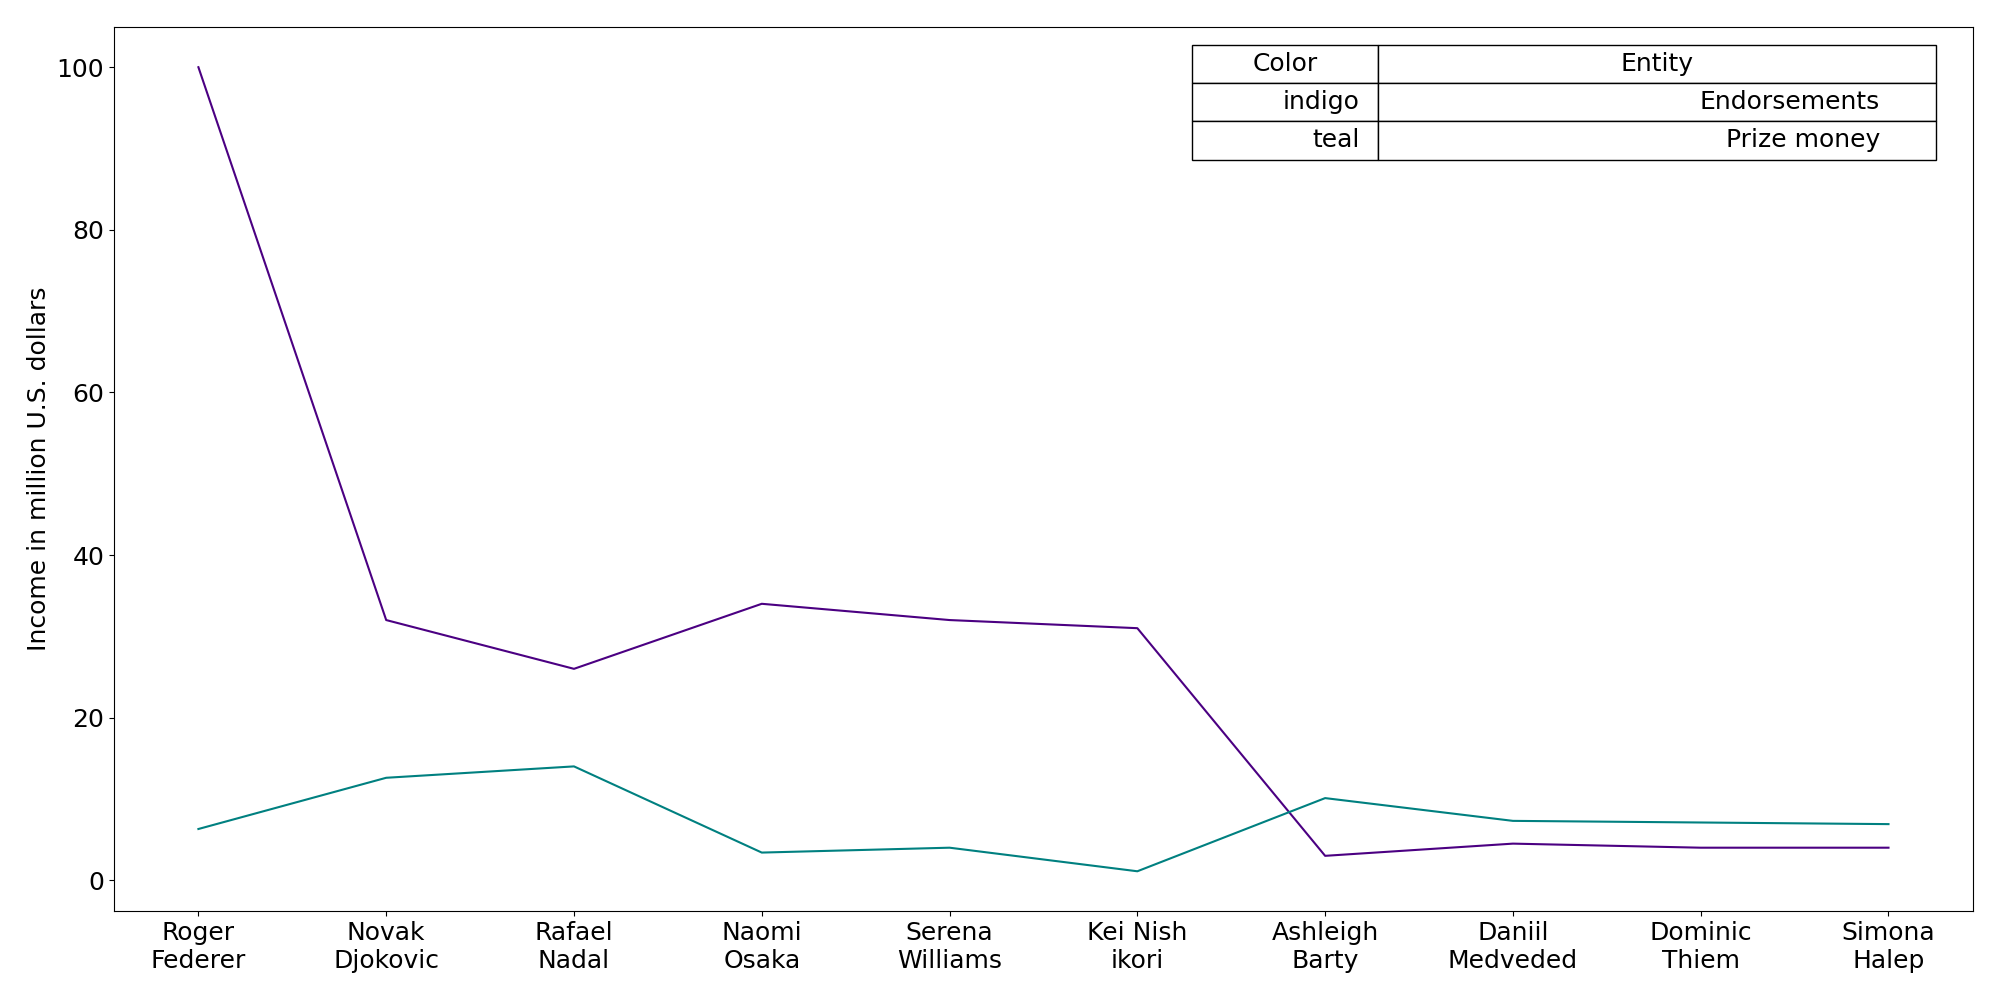 Color Entity
indigo Endorsements
teal Prize money
Income in million U.S. dollars
100
80
60
40
20
0
Roger Novak Rafael Naomi Serena Kei Nish Ashleigh Daniil Dominic Simona
Federer Djokovic Nadal Osaka Williams ikori Barty Medveded Thiem Halep